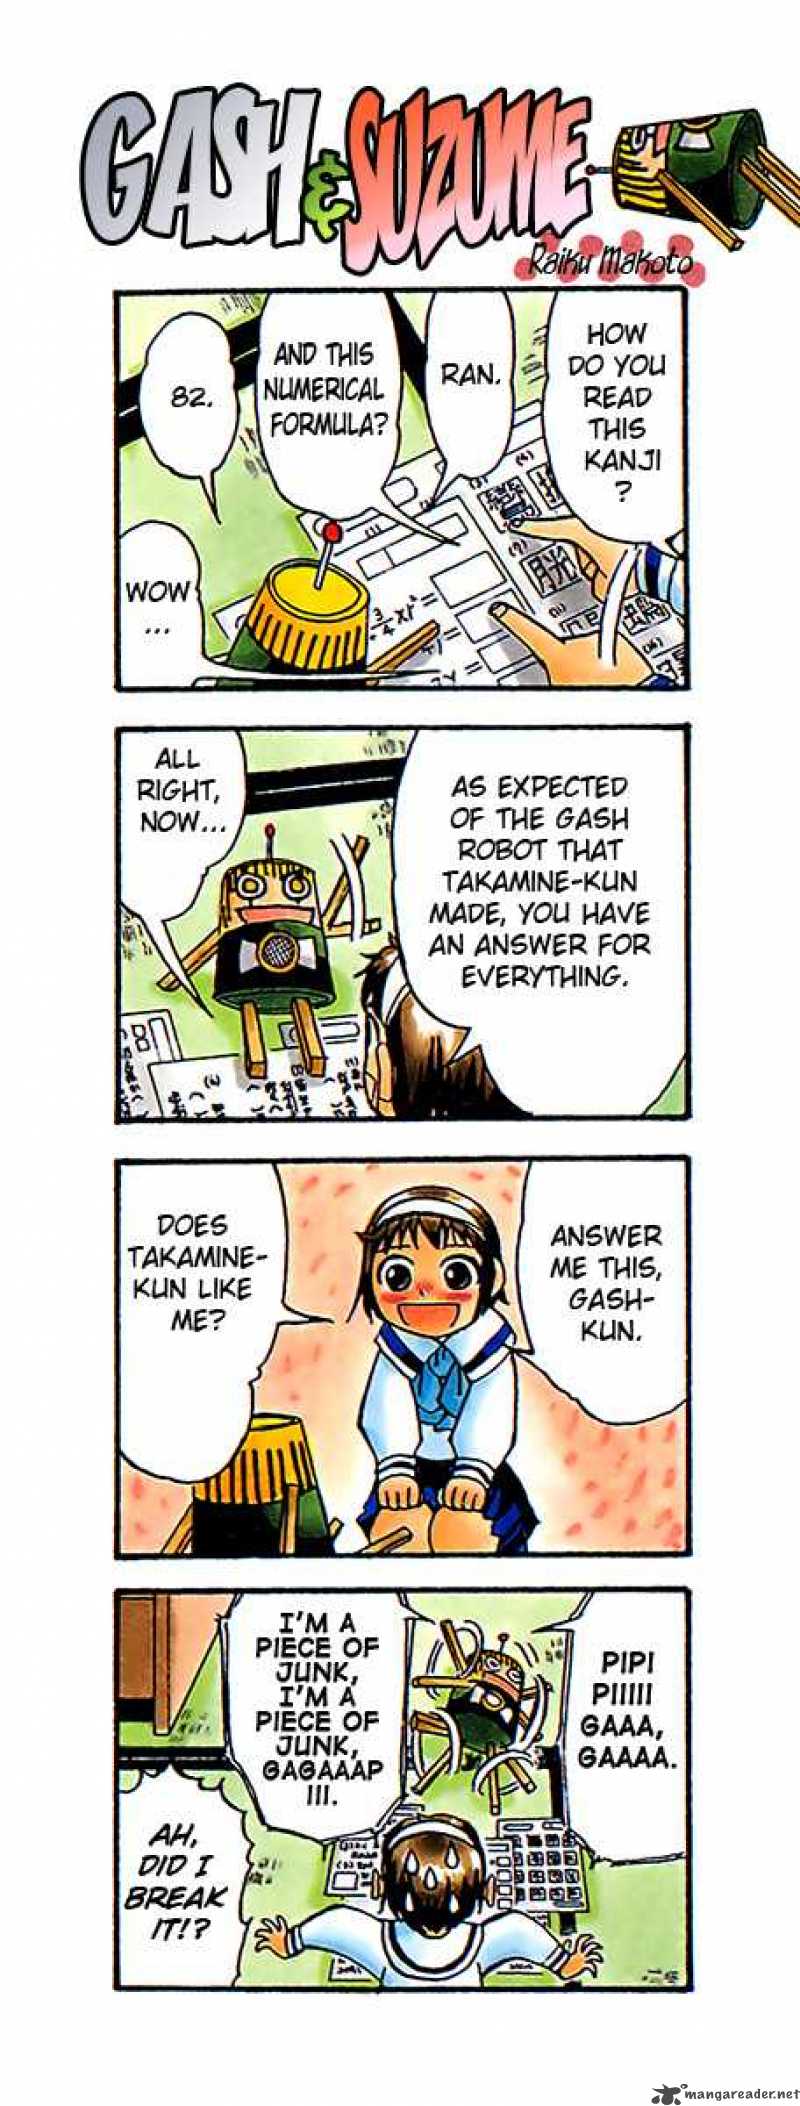 GASH & SUZUME
Raiku Makoto
HOW
DO YOU
READ
THIS
KANJI
?
RAN.
AND THIS
NUMERICAL
FORMULA?
82.
WOW
...
AS EXPECTED
OF THE GASH
ROBOT THAT
TAKAMINE-KUN
MADE, YOU HAVE
AN ANSWER FOR
EVERYTHING.
ALL
RIGHT,
NOW...
ANSWER
ME THIS,
GASH-
KUN.
DOES
TAKAMINE-
KUN LIKE
ME?
PIPI
PIIIII
GAAA,
GAAAA.
I'M A
PIECE OF
JUNK,
I'M A
PIECE OF
JUNK,
GAGAAAP
III.
AH,
DID I
BREAK
IT!?
mangareader.net